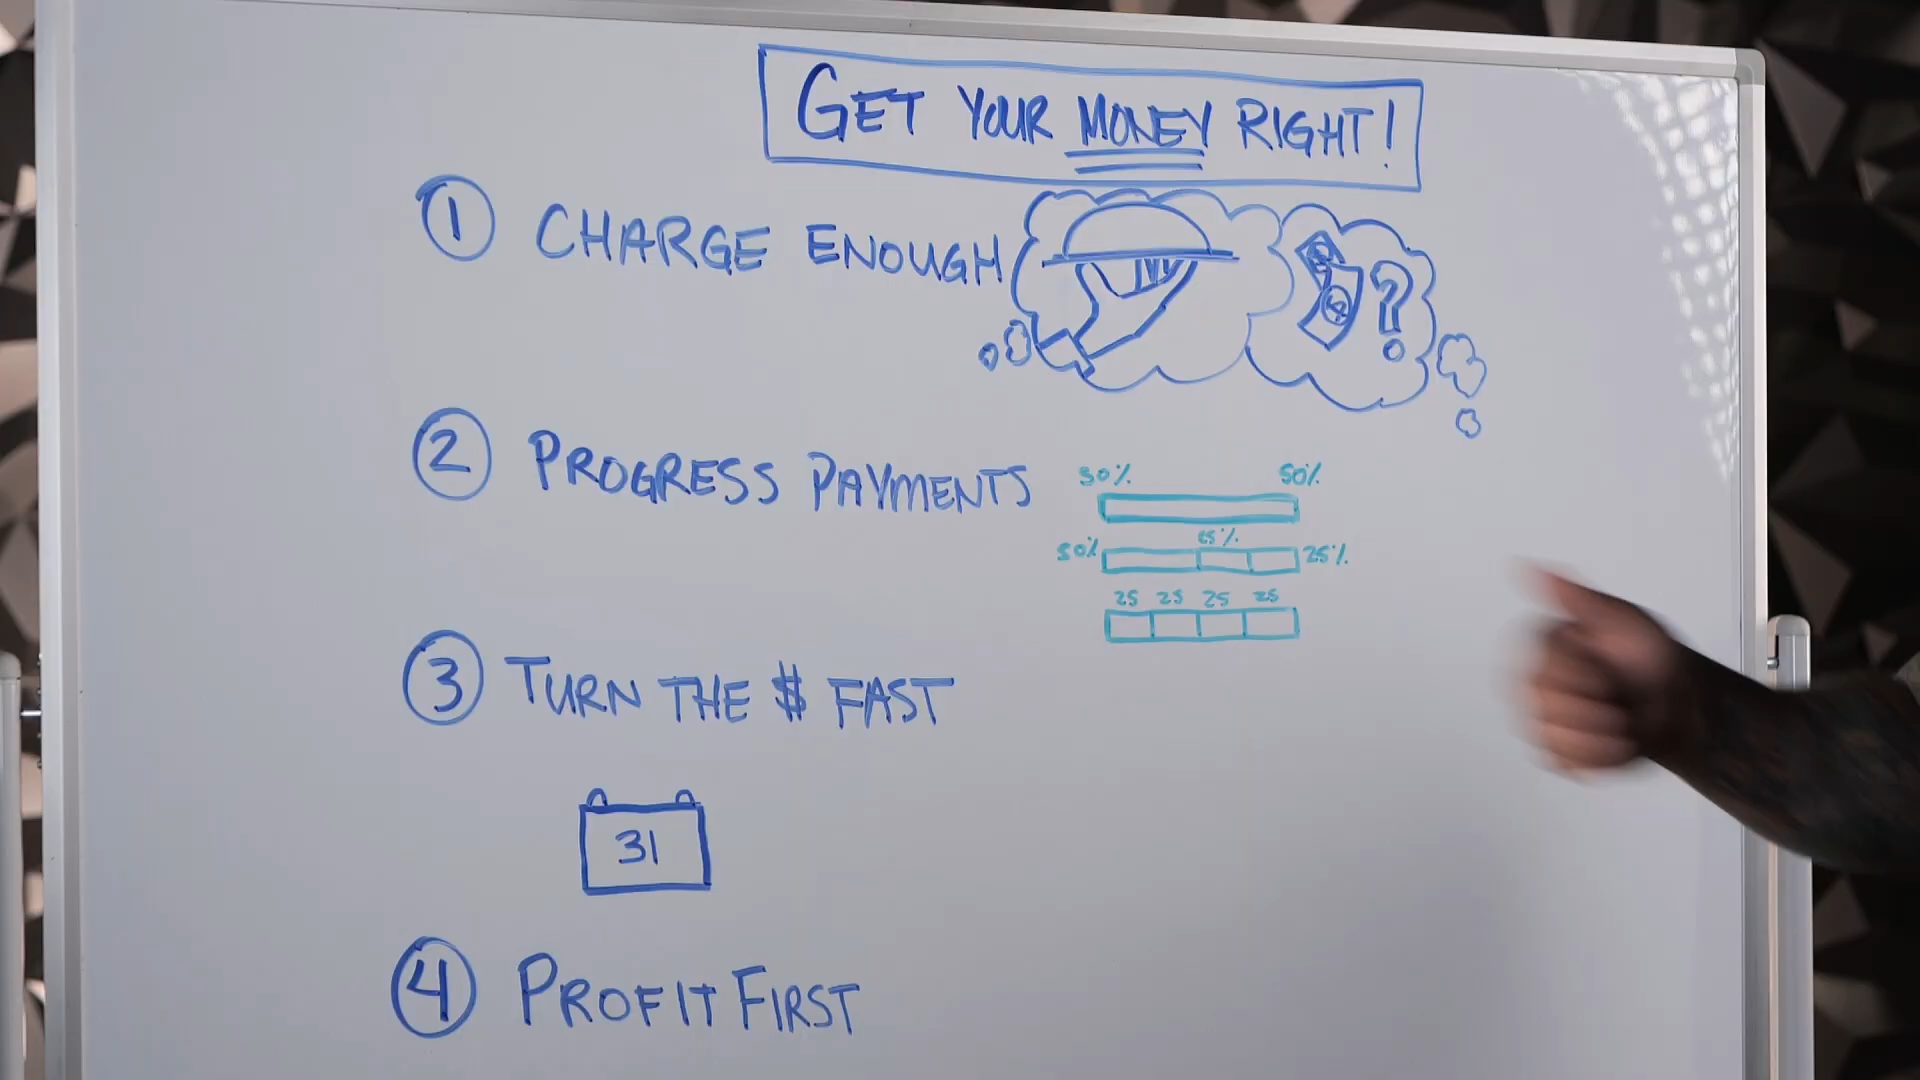 GET YOUR MONEY RIGHT!
1 CHARGE ENOUGH
?
2 PROGRESS PAYMENTS
50% 50%
50% 25% 25%
25 25 25 25
3 TURN THE $ FAST
31
4 PROFIT FIRST